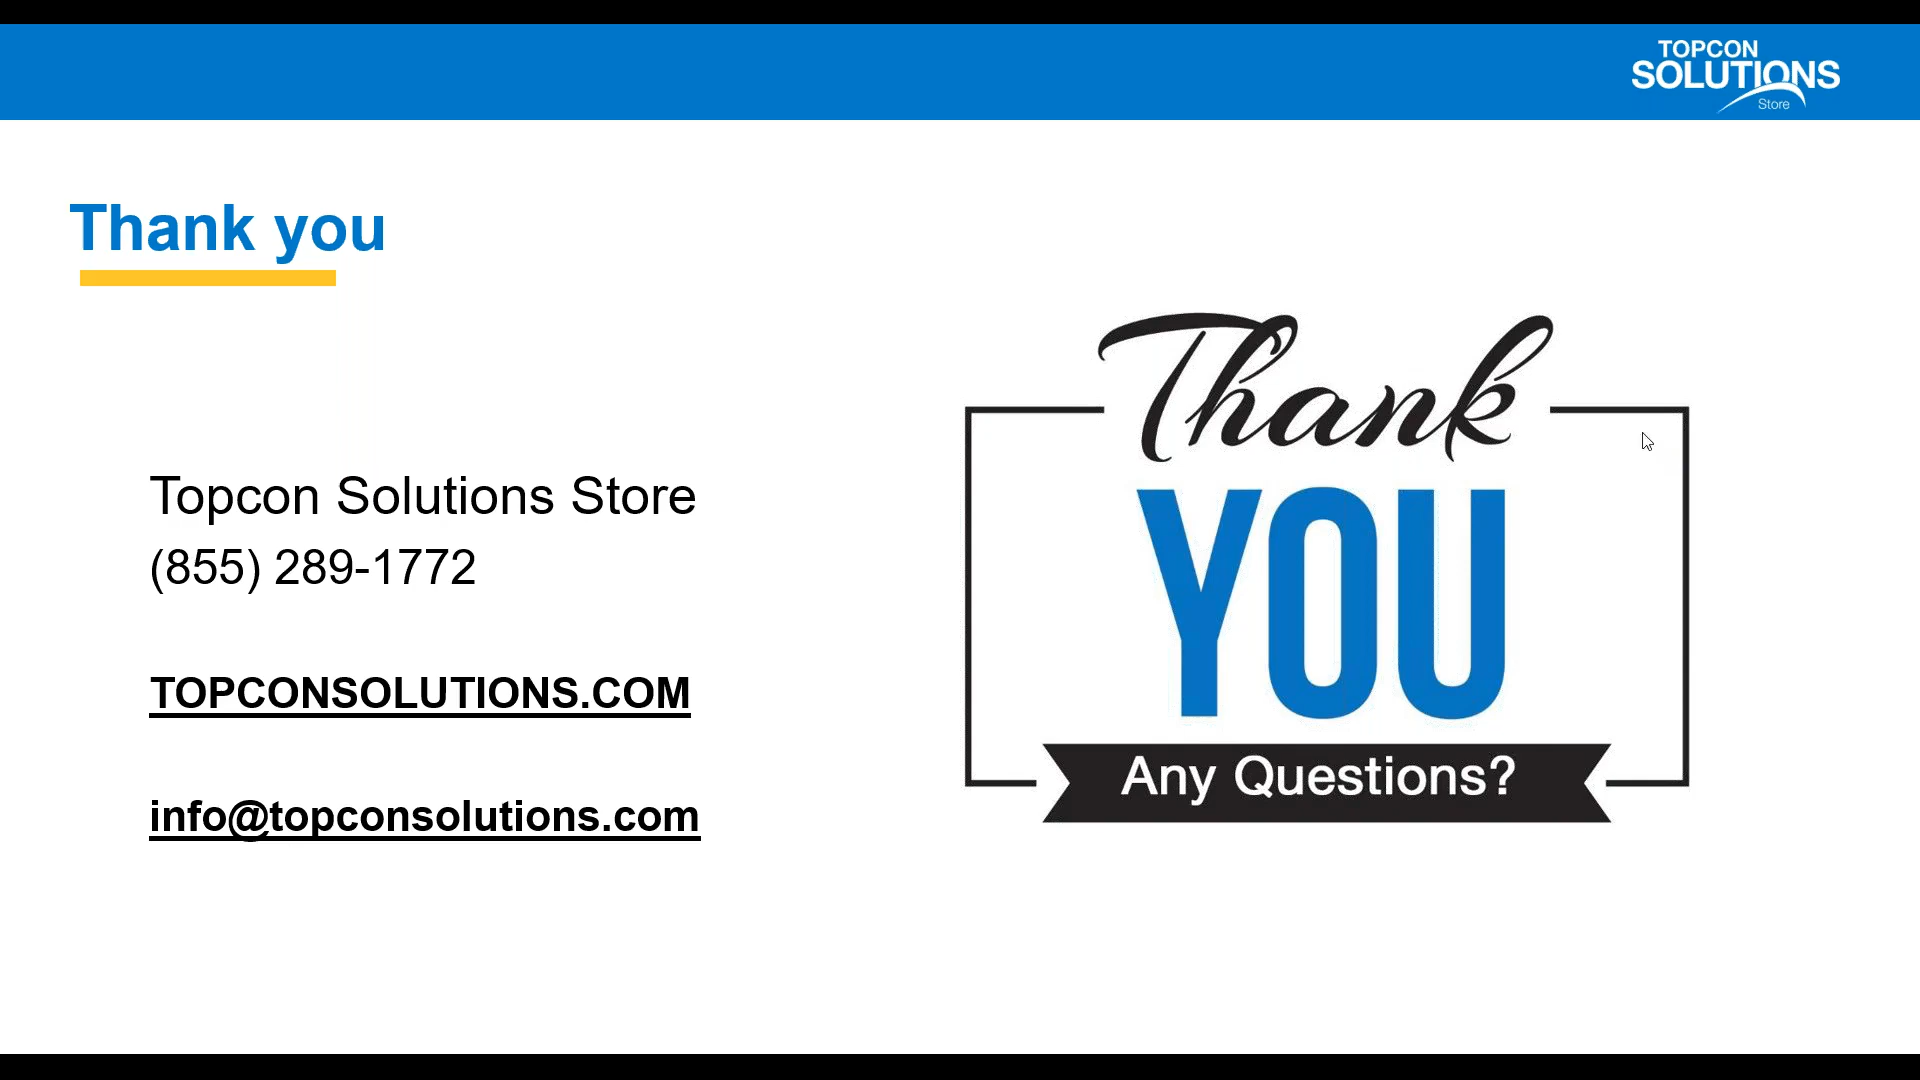 TOPCON
SOLUTIONS
Store
Thank you
Topcon Solutions Store
(855) 289-1772
TOPCONSOLUTIONS.COM
info@topconsolutions.com
Thank
YOU
Any Questions?